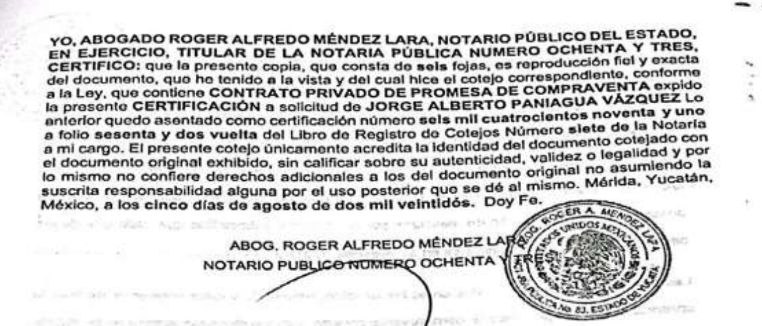 YO, ABOGADO ROGER ALFREDO MÉNDEZ LARA, NOTARIO PÚBLICO DEL ESTADO,
EN EJERCICIO, TITULAR DE LA NOTARIA PÚBLICA NUMERO OCHENTA Y TRES,
CERTIFICO: que la presente copia, que consta de seis fojas, es reproducción fiel y exacta
del documento, que he tenido a la vista y del cual hice el cotejo correspondiente, conforme
a la Ley, que contiene CONTRATO PRIVADO DE PROMESA DE COMPRAVENTA expido
la presente CERTIFICACIÓN a solicitud de JORGE ALBERTO PANIAGUA VÁZQUEZ Lo
anterior quedo asentado como certificación número seis mil cuatrocientos noventa y uno
a folio sesenta y dos vuelta del Libro de Registro de Cotejos Número siete de la Notaría
a mi cargo. El presente cotejo únicamente acredita la identidad del documento cotejado con
el documento original exhibido, sin calificar sobre su autenticidad, validez o legalidad y por
lo mismo no confiere derechos adicionales a los del documento original no asumiendo la
suscrita responsabilidad alguna por el uso posterior que se dé al mismo. Mérida, Yucatán,
México, a los cinco días de agosto de dos mil veintidós. Doy Fe.
ABOG. ROGER ALFREDO MÉNDEZ LARA
NOTARIO PUBLICO NUMERO OCHENTA Y TRES
ABOG. ROGER A. MENDEZ LARA
ESTADOS UNIDOS MEXICANOS
NOT. PÚBLICA No. 83, ESTADO DE YUCATÁN